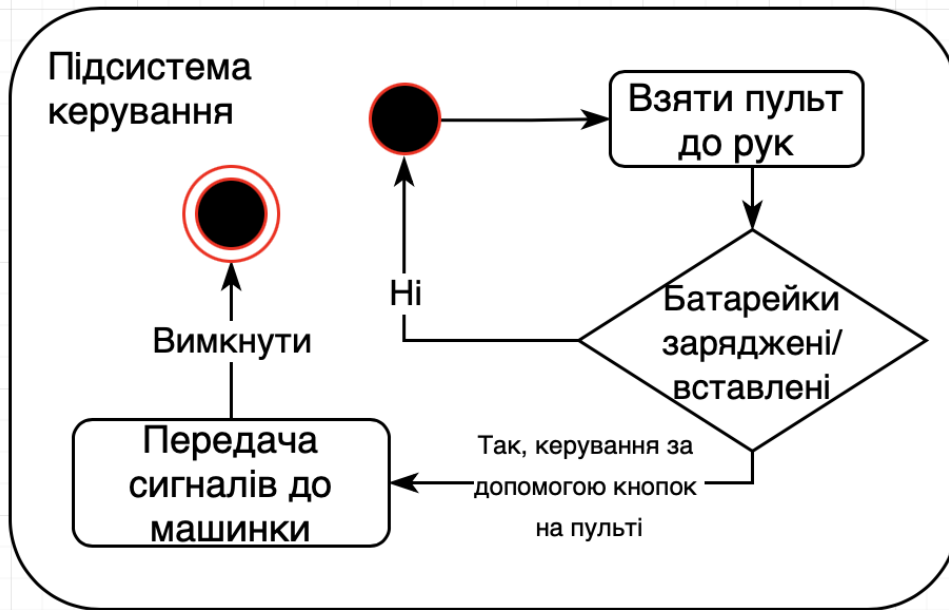 Підсистема
керування
Взяти пульт
до рук
Батарейки
заряджені/
вставлені
Ні
Вимкнути
Так, керування за
допомогою кнопок
на пульті
Передача
сигналів до
машинки